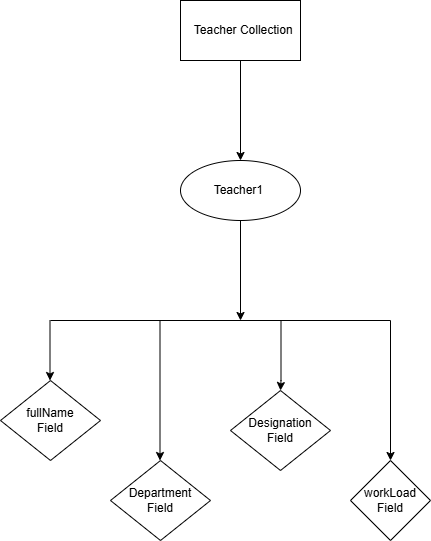 Teacher Collection
Teacher1
fullName
Field
Designation
Field
Department
Field
workLoad
Field